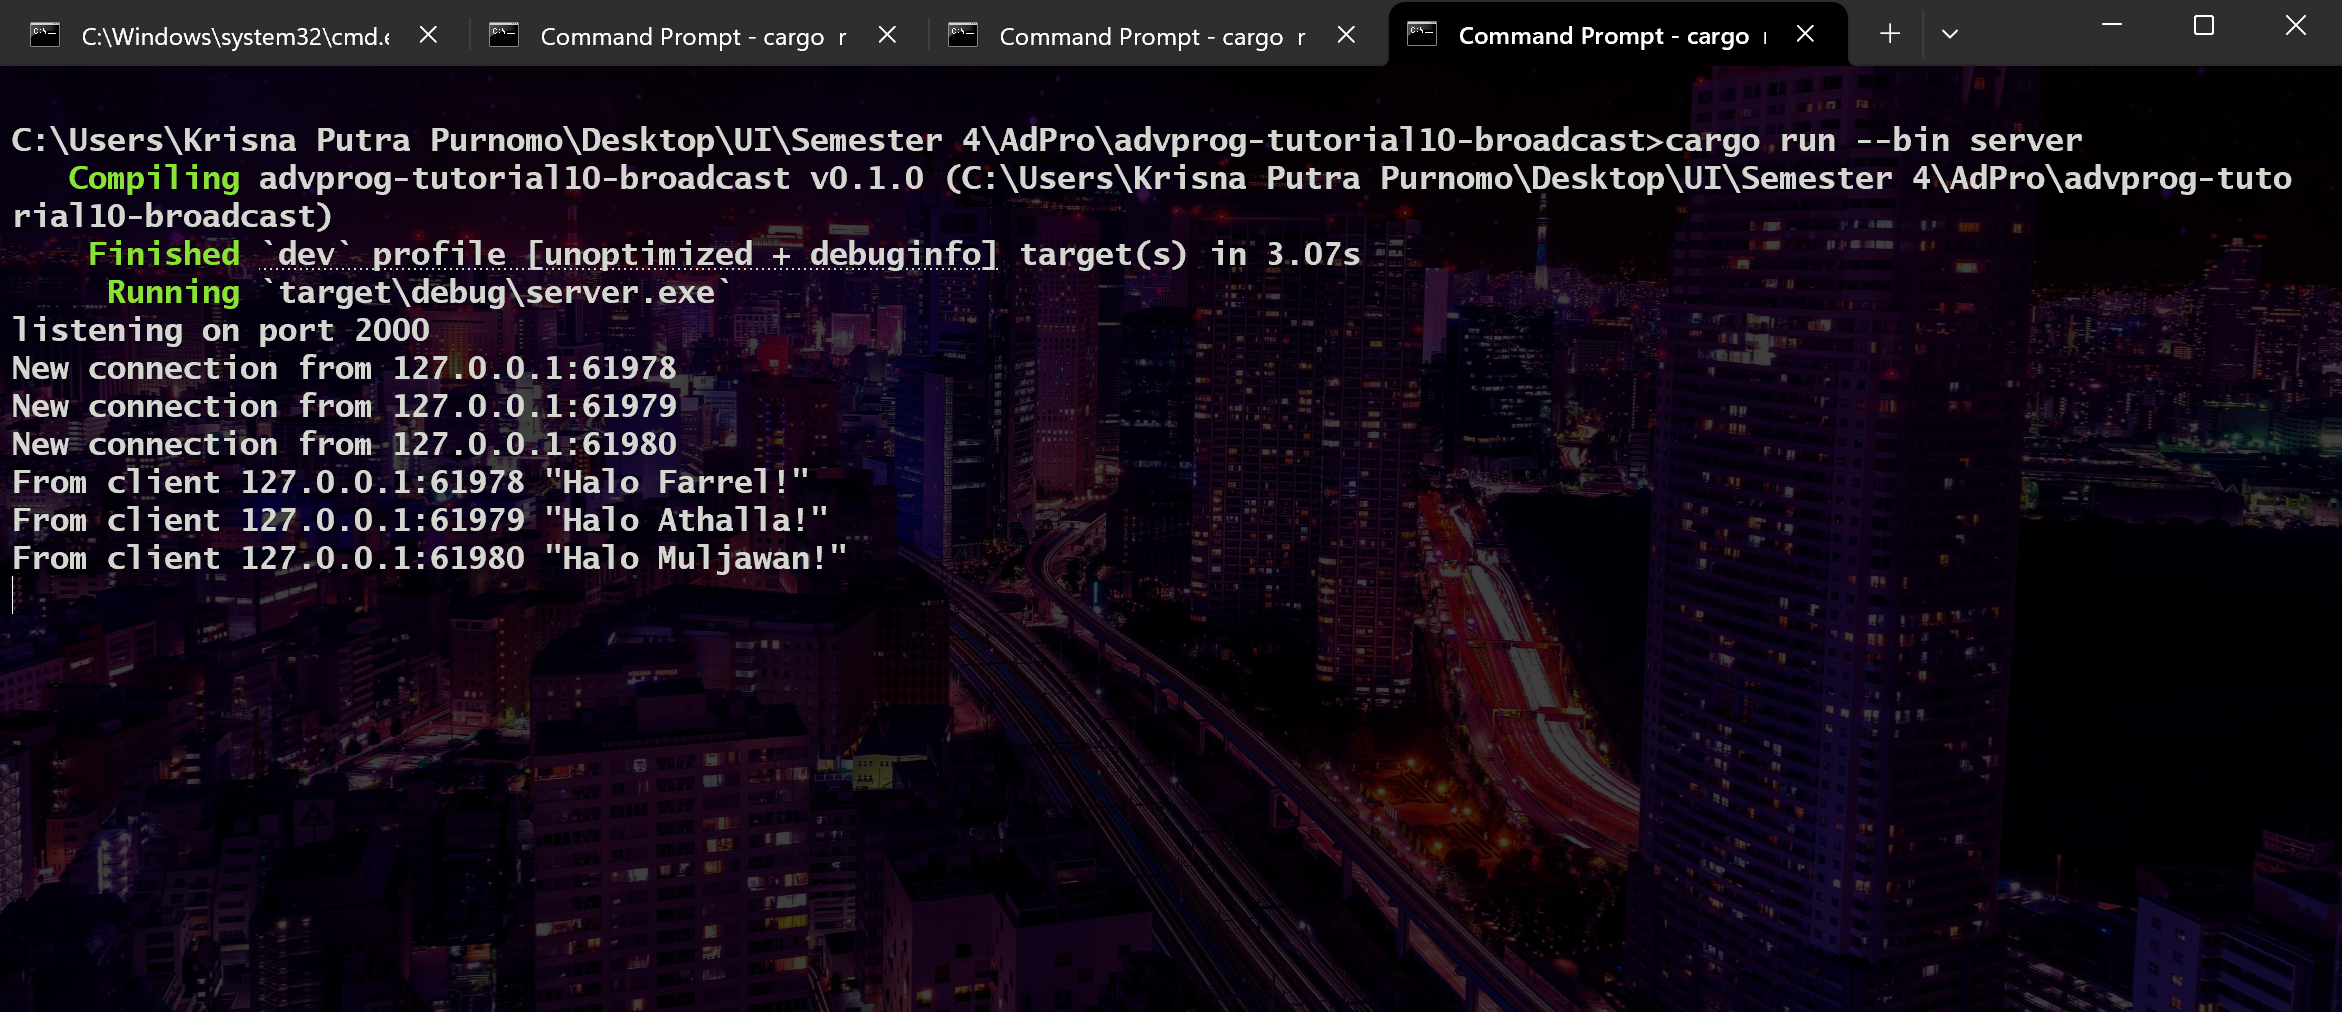 C:\Windows\system32\cmd.e
Command Prompt - cargo r
Command Prompt - cargo r
Command Prompt - cargo
C:\Users\Krisna Putra Purnomo\Desktop\UI\Semester 4\AdPro\advprog-tutorial10-broadcast>cargo run --bin server
Compiling advprog-tutorial10-broadcast v0.1.0 (C:\Users\Krisna Putra Purnomo\Desktop\UI\Semester 4\AdPro\advprog-tuto
rial10-broadcast)
Finished `dev` profile [unoptimized + debuginfo] target(s) in 3.07s
Running `target\debug\server.exe`
listening on port 2000
New connection from 127.0.0.1:61978
New connection from 127.0.0.1:61979
New connection from 127.0.0.1:61980
From client 127.0.0.1:61978 "Halo Farrel!"
From client 127.0.0.1:61979 "Halo Athalla!"
From client 127.0.0.1:61980 "Halo Muljawan!"